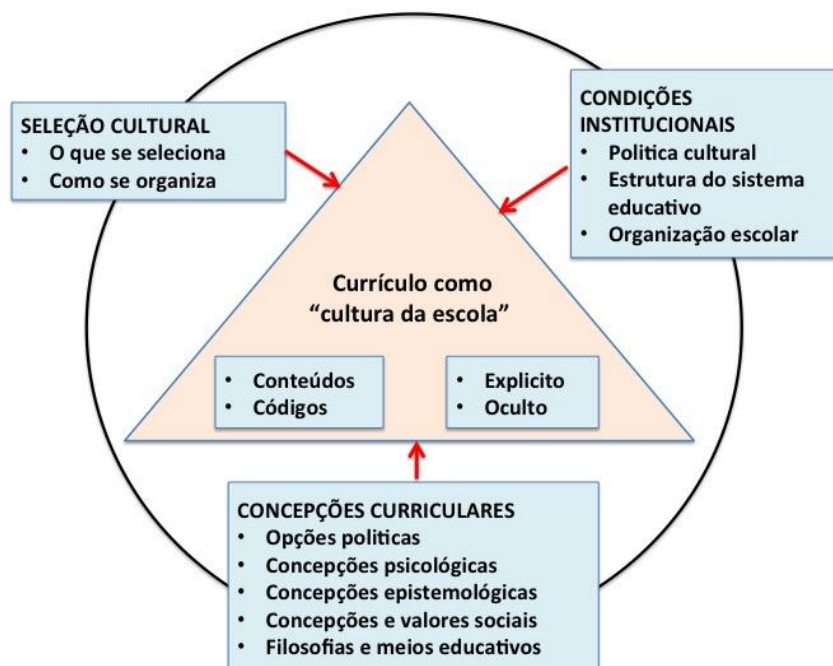 SELEÇÃO CULTURAL
• O que se seleciona
• Como se organiza
CONDIÇÕES
INSTITUCIONAIS
• Politica cultural
• Estrutura do sistema
educativo
• Organização escolar
Currículo como
“cultura da escola”
• Conteúdos
• Códigos
• Explicito
• Oculto
CONCEPÇÕES CURRICULARES
• Opções politicas
• Concepções psicológicas
• Concepções epistemológicas
• Concepções e valores sociais
• Filosofias e meios educativos